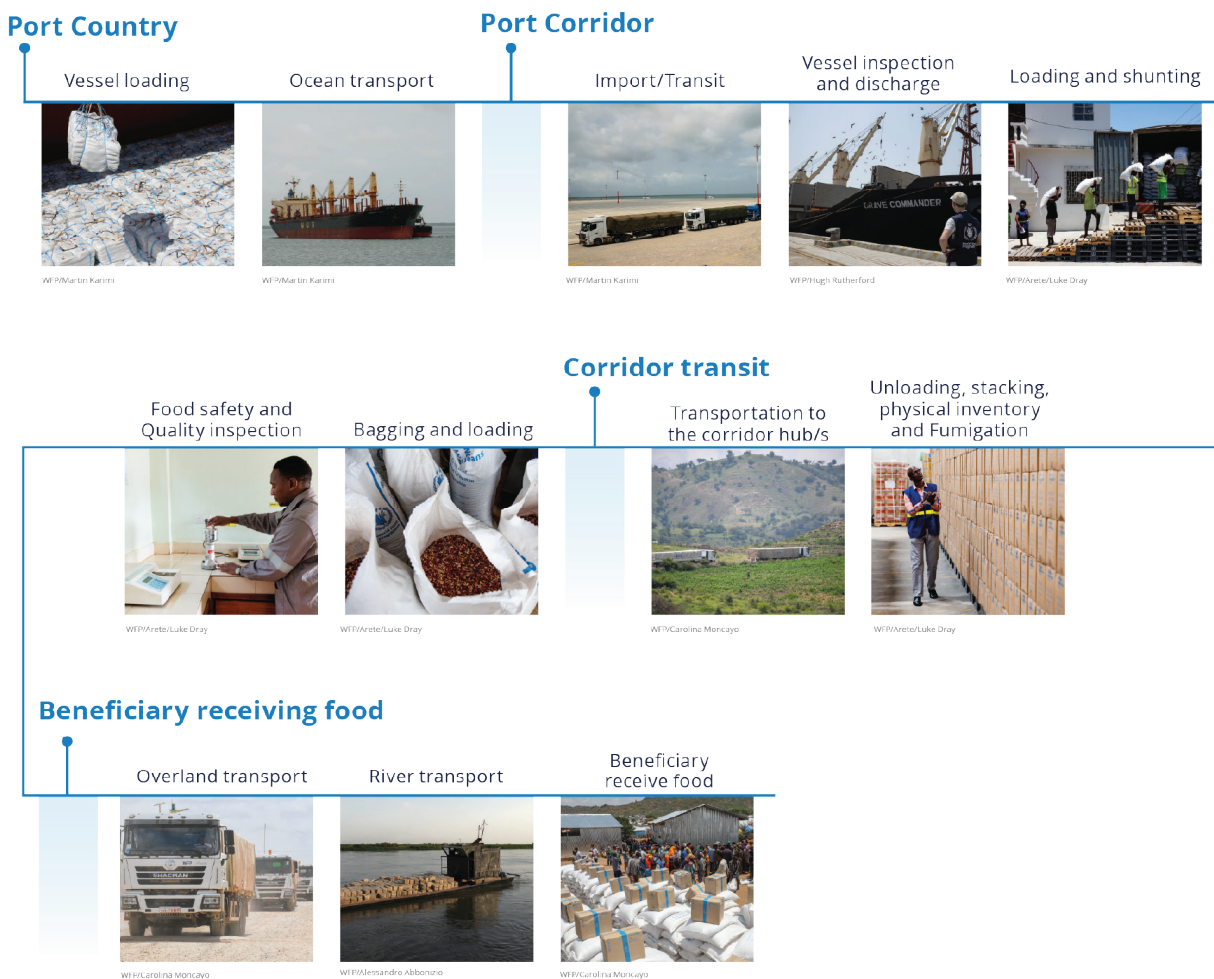 Port Country
Port Corridor
Vessel loading
Ocean transport
Import/Transit
Vessel inspection
and discharge
Loading and shunting
GRAVE COMMANDER
WFP/Martin Karimi
WFP/Martin Karimi
WFP/Martin Karimi
WFP/Hugh Rutherford
WFP/Arete/Luke Dray
Corridor transit
Food safety and
Quality inspection
Bagging and loading
Transportation to
the corridor hub/s
Unloading, stacking,
physical inventory
and Fumigation
WFP/Arete/Luke Dray
WFP/Arete/Luke Dray
WFP/Carolina Moncayo
WFP/Arete/Luke Dray
Beneficiary receiving food
Overland transport
River transport
Beneficiary
receive food
SHACMAN
WFP/Carolina Moncayo
WFP/Alessandro Abbonizio
WFP/Carolina Moncayo